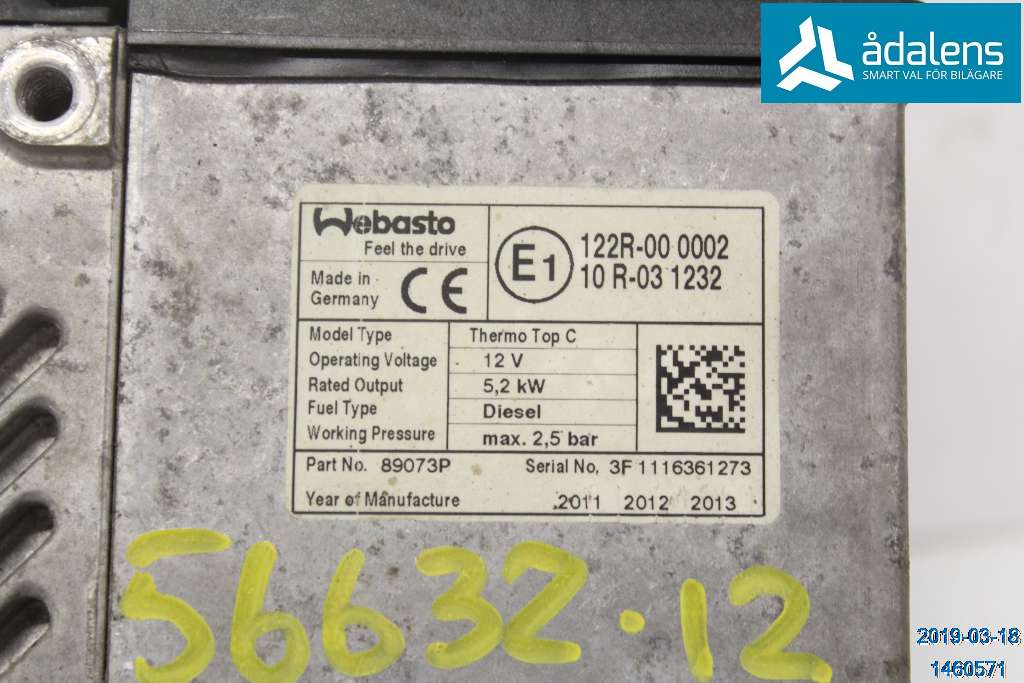 ådalens
SMART VAL FÖR BILÄGARE
Webasto
Feel the drive
Made in
Germany
CE
E1
122R-00 0002
10 R-03 1232
Model Type Thermo Top C
Operating Voltage 12 V
Rated Output 5,2 kW
Fuel Type Diesel
Working Pressure max. 2,5 bar
Part No. 89073P Serial No. 3F1116361273
Year of Manufacture 2011 2012 2013
56632.12
2019-03-18
1460571